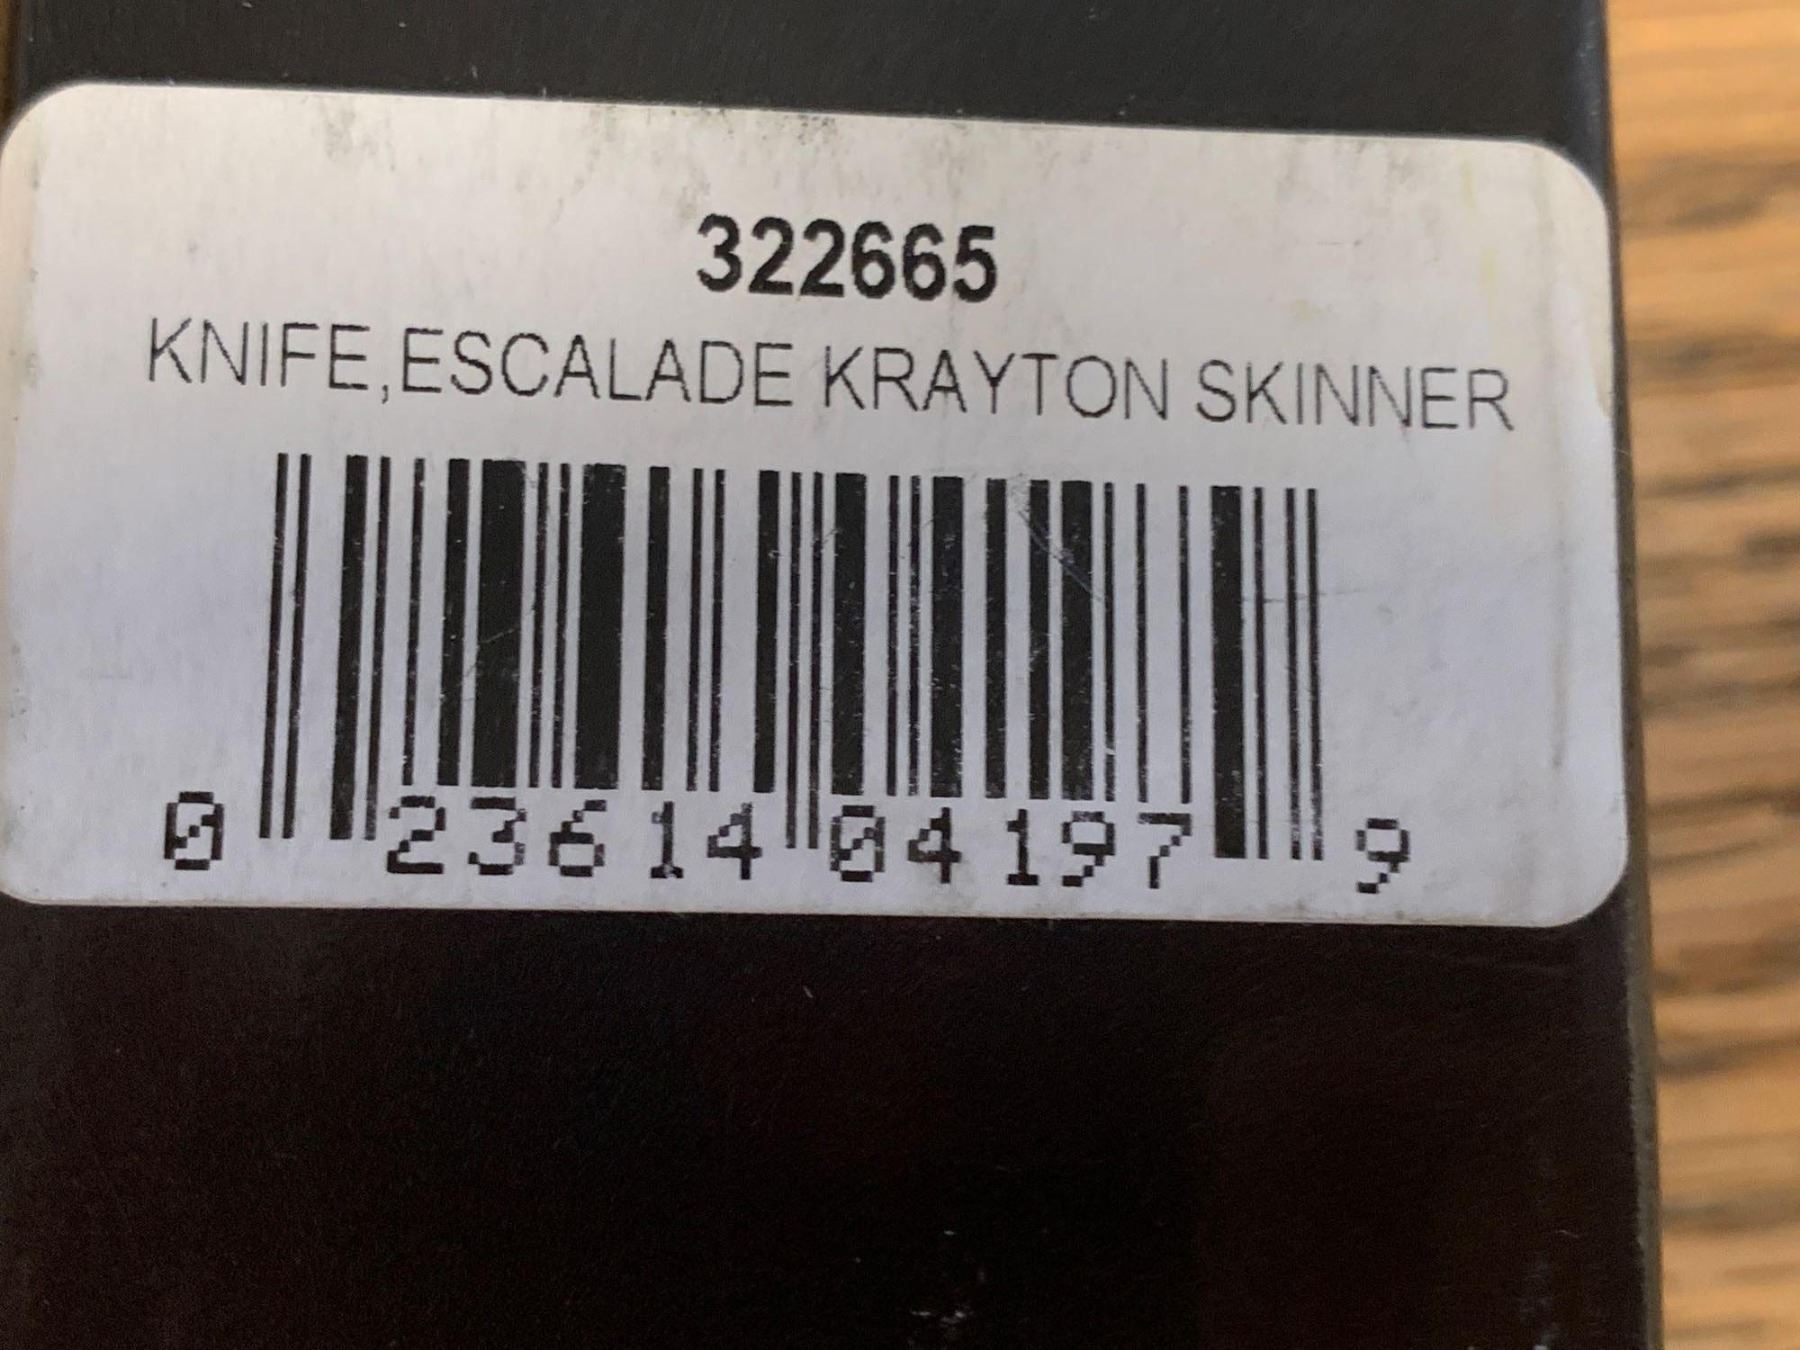 322665
KNIFE,ESCALADE KRAYTON SKINNER
0 23614 04197 9